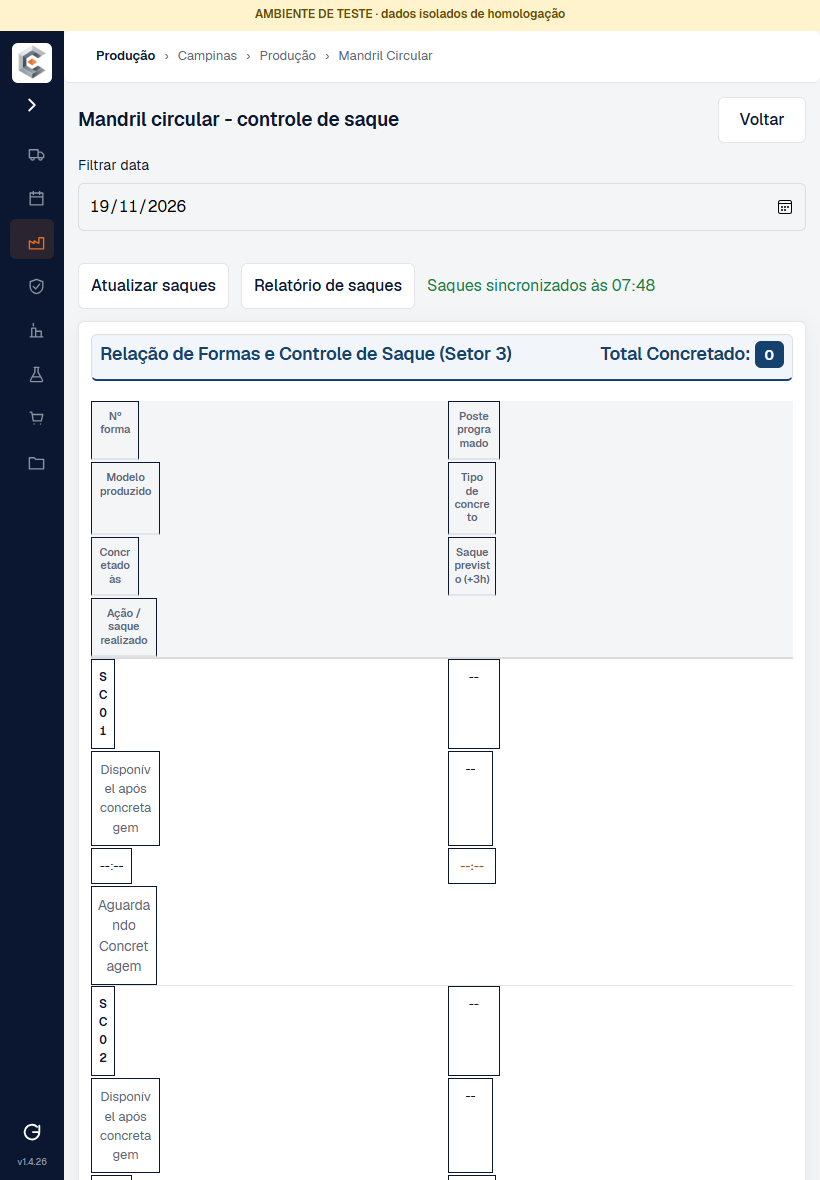 AMBIENTE DE TESTE · dados isolados de homologação
Produção › Campinas › Produção › Mandril Circular
Mandril circular - controle de saque
Voltar
Filtrar data
19/11/2026
Atualizar saques
Relatório de saques
Saques sincronizados às 07:48
Relação de Formas e Controle de Saque (Setor 3)
Total Concretado: 0
Nº
forma
Poste
progra
mado
Modelo
produzido
Tipo
de
concre
to
Concr
etado
às
Saque
previst
o (+3h)
Ação /
saque
realizado
S
C
0
1
--
Disponív
el após
concreta
gem
--
--:--
--:--
Aguarda
ndo
Concret
agem
S
C
0
2
--
Disponív
el após
concreta
gem
--
v1.4.26